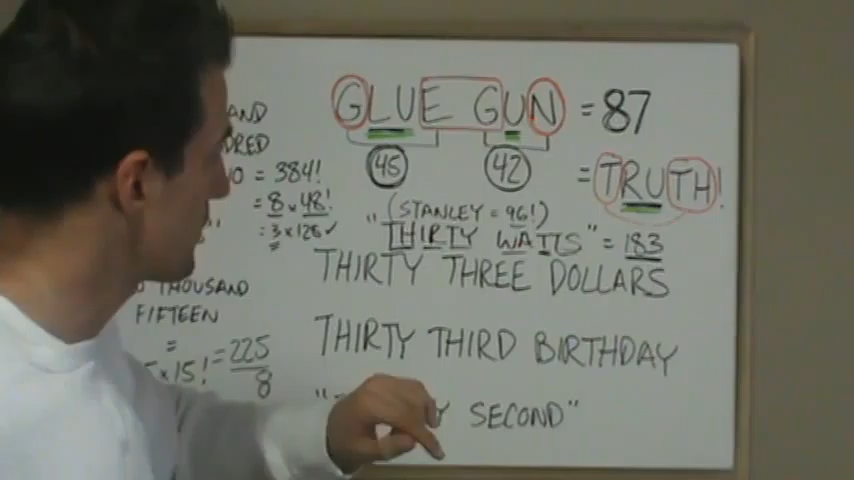 GLUE GUN = 87
AND
= TRUTH!
= 384!
45
42
= 8 x 48!
= 3 x 128 ✓
" (STANLEY = 96!)
THIRTY WATTS" = 183
THIRTY THREE DOLLARS
THOUSAND
FIFTEEN
THIRTY THIRD BIRTHDAY
=
x 15! = 225
8
SECOND"